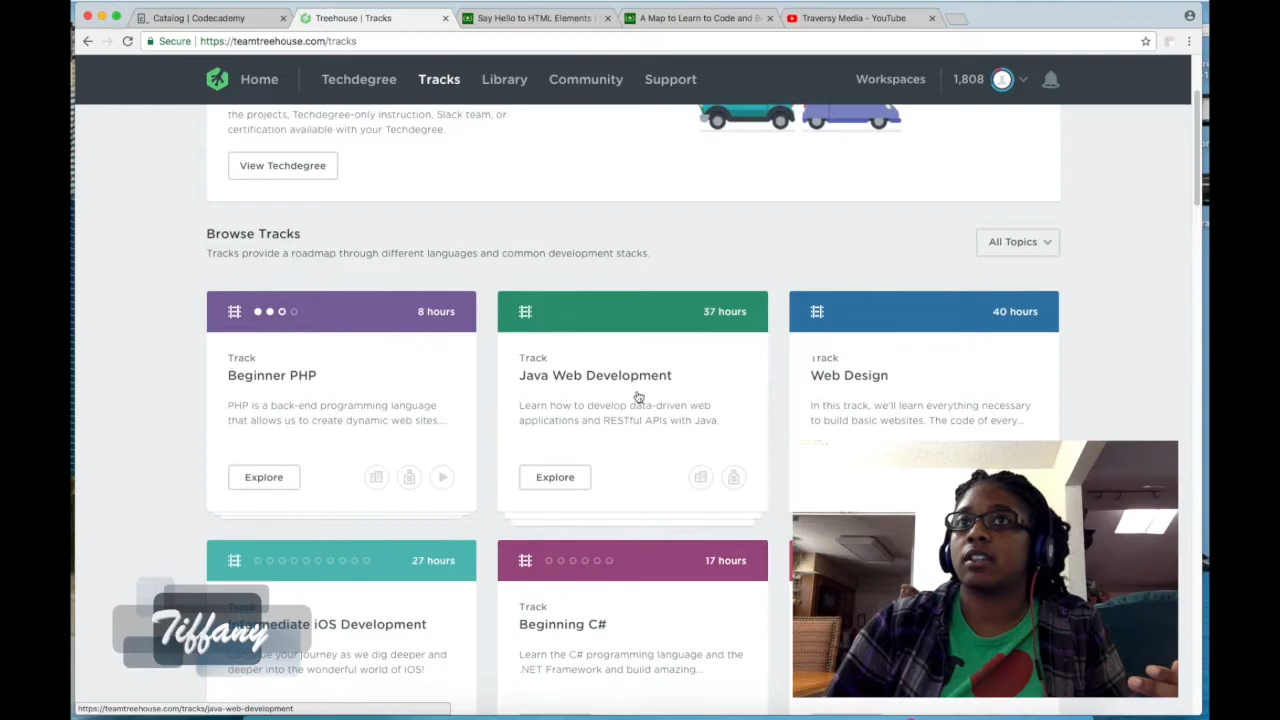 Catalog | Codecademy
Treehouse | Tracks
Say Hello to HTML Elements |
A Map to Learn to Code and B
Traversy Media - YouTube
Secure
https://teamtreehouse.com/tracks
Home
Techdegree
Tracks
Library
Community
Support
Workspaces
1,808
the projects, Techdegree-only instruction. Slack team, or
certification available with your Techdegree.
View Techdegree
Browse Tracks
Tracks provide a roadmap through different languages and common development stacks.
All Topics
8 hours
Track
Beginner PHP
PHP is a back-end programming language
that allows us to create dynamic web sites...
Explore
37 hours
Track
Java Web Development
Learn how to develop data-driven web
applications and RESTful APIs with Java.
Explore
40 hours
Track
Web Design
In this track, we'll learn everything necessary
to build basic websites. The code of every...
27 hours
Track
Intermediate iOS Development
your journey as we dig deeper and
deeper into the wonderful world of iOS!
17 hours
Track
Beginning C#
Learn the C# programming language and the
.NET Framework and build amazing...
Tiffany
https://teamtreehouse.com/tracks/java-web-development